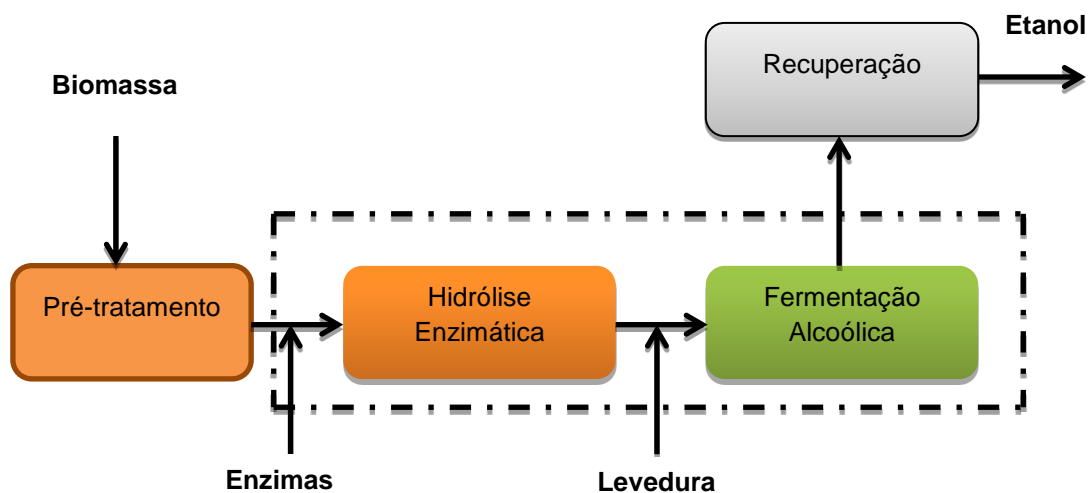 Biomassa
Pré-tratamento
Enzimas
Hidrólise
Enzimática
Levedura
Fermentação
Alcoólica
Recuperação
Etanol